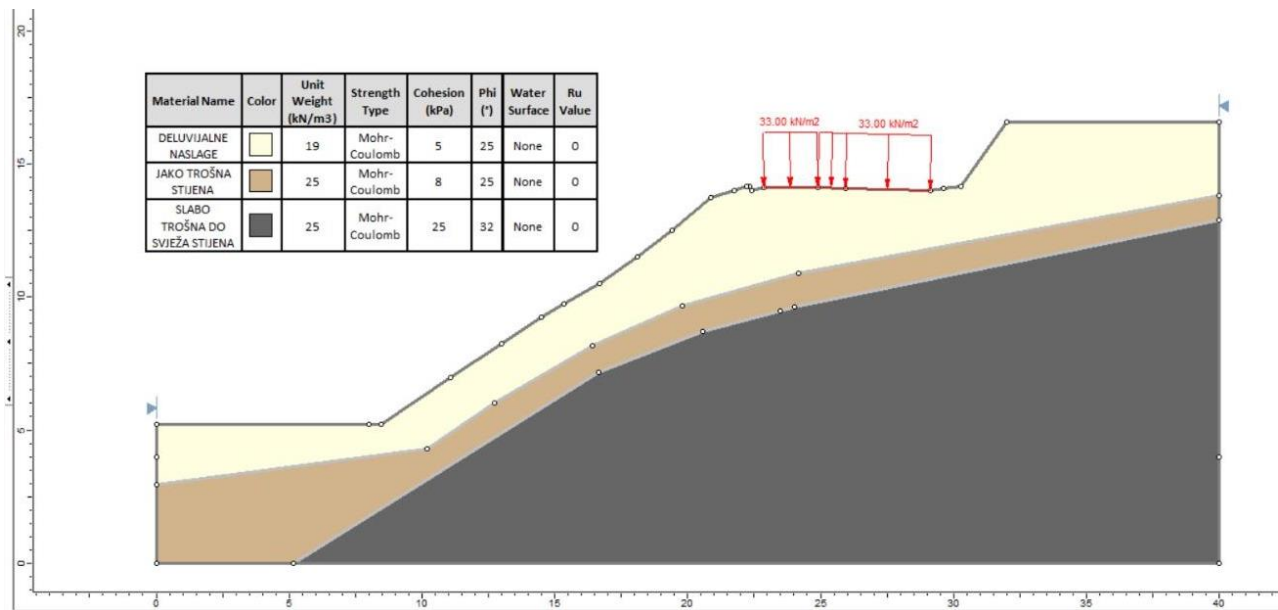 20
15
10
5
0
Material Name Color Unit Weight (kN/m3) Strength Type Cohesion (kPa) Phi (°) Water Surface Ru Value
DELUVIJALNE NASLAGE 19 Mohr-Coulomb 5 25 None 0
JAKO TROŠNA STIJENA 25 Mohr-Coulomb 8 25 None 0
SLABO TROŠNA DO SVJEŽA STIJENA 25 Mohr-Coulomb 25 32 None 0
33.00 kN/m2 33.00 kN/m2
0 5 10 15 20 25 30 35 40